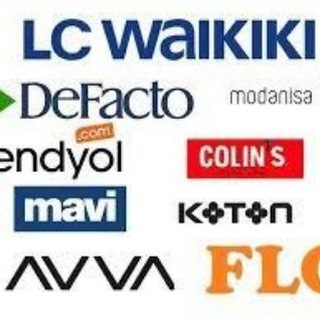 LC WAIKIKI
DeFacto
modanisa
.com
endyol
COLIN'S
mavi
KOTON
AVVA
FLO